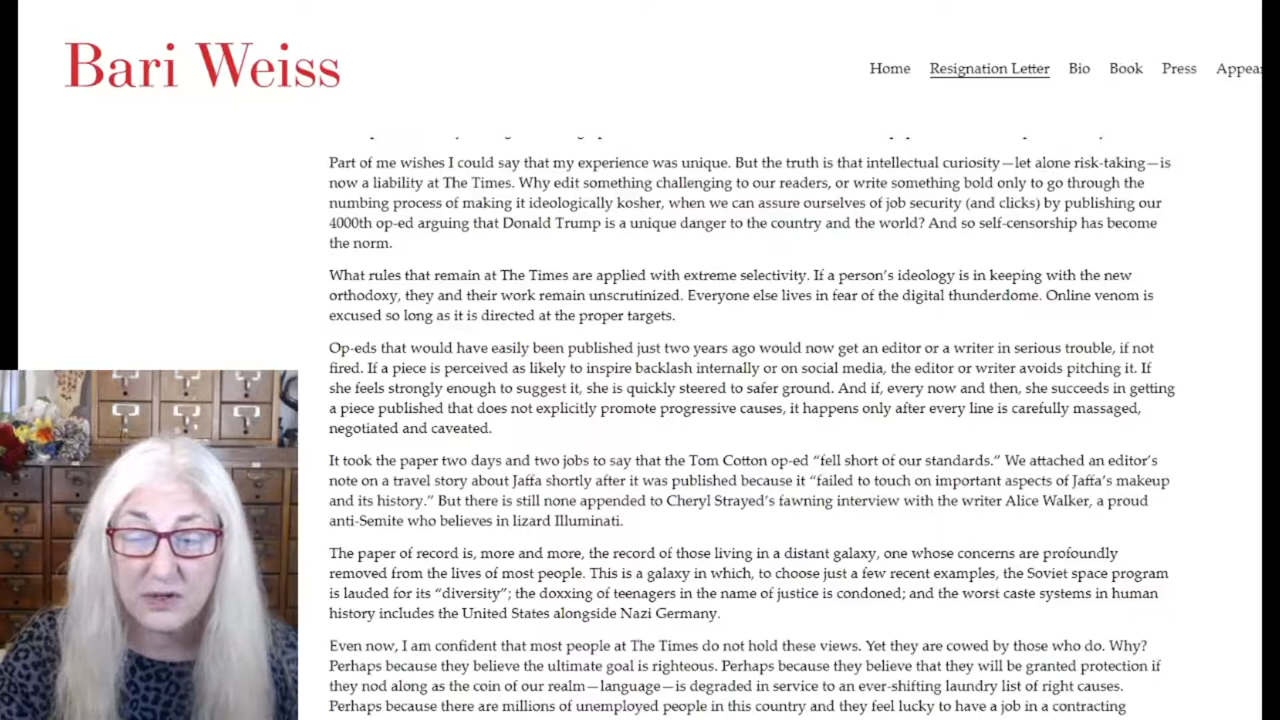 Bari Weiss
Home Resignation Letter Bio Book Press Appea
Part of me wishes I could say that my experience was unique. But the truth is that intellectual curiosity—let alone risk-taking—is
now a liability at The Times. Why edit something challenging to our readers, or write something bold only to go through the
numbing process of making it ideologically kosher, when we can assure ourselves of job security (and clicks) by publishing our
4000th op-ed arguing that Donald Trump is a unique danger to the country and the world? And so self-censorship has become
the norm.
What rules that remain at The Times are applied with extreme selectivity. If a person’s ideology is in keeping with the new
orthodoxy, they and their work remain unscrutinized. Everyone else lives in fear of the digital thunderdome. Online venom is
excused so long as it is directed at the proper targets.
Op-eds that would have easily been published just two years ago would now get an editor or a writer in serious trouble, if not
fired. If a piece is perceived as likely to inspire backlash internally or on social media, the editor or writer avoids pitching it. If
she feels strongly enough to suggest it, she is quickly steered to safer ground. And if, every now and then, she succeeds in getting
a piece published that does not explicitly promote progressive causes, it happens only after every line is carefully massaged,
negotiated and caveated.
It took the paper two days and two jobs to say that the Tom Cotton op-ed “fell short of our standards.” We attached an editor’s
note on a travel story about Jaffa shortly after it was published because it “failed to touch on important aspects of Jaffa’s makeup
and its history.” But there is still none appended to Cheryl Strayed’s fawning interview with the writer Alice Walker, a proud
anti-Semite who believes in lizard Illuminati.
The paper of record is, more and more, the record of those living in a distant galaxy, one whose concerns are profoundly
removed from the lives of most people. This is a galaxy in which, to choose just a few recent examples, the Soviet space program
is lauded for its “diversity”; the doxxing of teenagers in the name of justice is condoned; and the worst caste systems in human
history includes the United States alongside Nazi Germany.
Even now, I am confident that most people at The Times do not hold these views. Yet they are cowed by those who do. Why?
Perhaps because they believe the ultimate goal is righteous. Perhaps because they believe that they will be granted protection if
they nod along as the coin of our realm—language—is degraded in service to an ever-shifting laundry list of right causes.
Perhaps because there are millions of unemployed people in this country and they feel lucky to have a job in a contracting